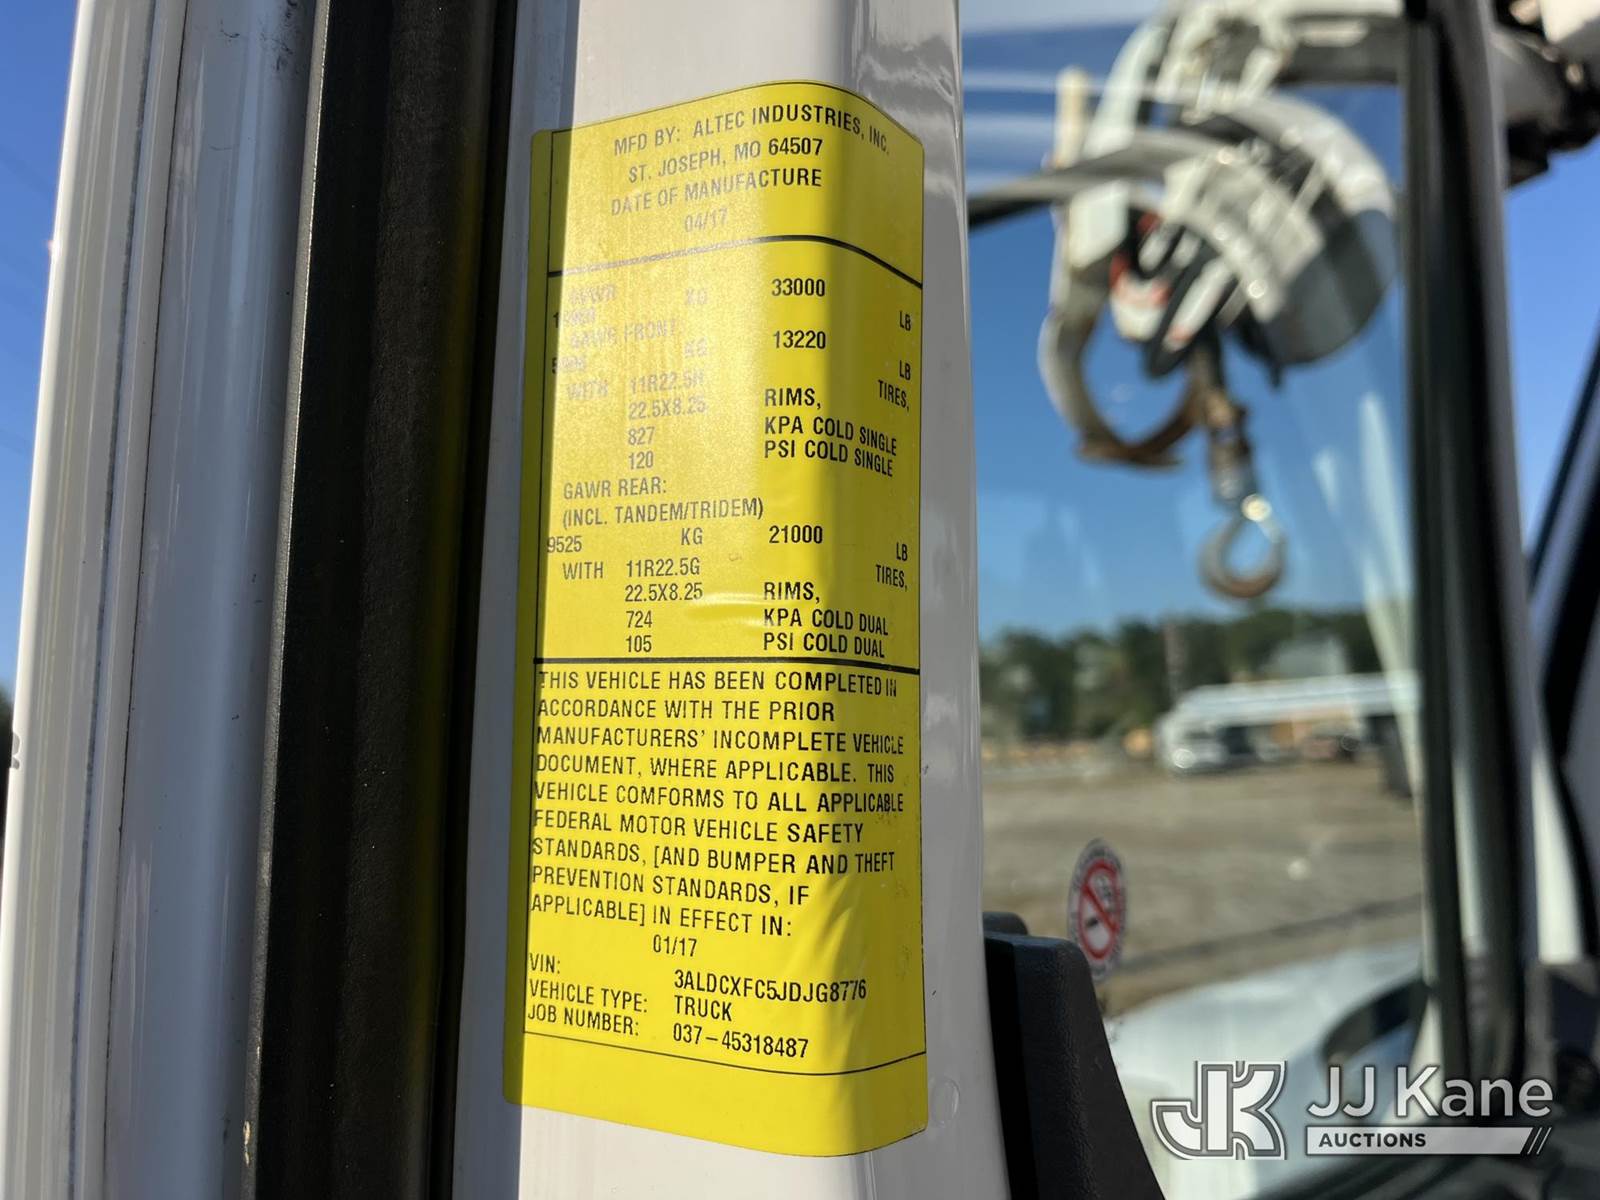 MFD BY: ALTEC INDUSTRIES, INC.
ST. JOSEPH, MO 64507
DATE OF MANUFACTURE
04/17
KG 33000 LB
GAWR FRONT
KG 13220 LB
WITH 11R22.5H TIRES,
22.5X8.25 RIMS,
827 KPA COLD SINGLE
120 PSI COLD SINGLE
GAWR REAR:
(INCL. TANDEM/TRIDEM)
9525 KG 21000 LB
WITH 11R22.5G TIRES,
22.5X8.25 RIMS,
724 KPA COLD DUAL
105 PSI COLD DUAL
THIS VEHICLE HAS BEEN COMPLETED IN
ACCORDANCE WITH THE PRIOR
MANUFACTURERS' INCOMPLETE VEHICLE
DOCUMENT, WHERE APPLICABLE. THIS
VEHICLE COMFORMS TO ALL APPLICABLE
FEDERAL MOTOR VEHICLE SAFETY
STANDARDS, [AND BUMPER AND THEFT
PREVENTION STANDARDS, IF
APPLICABLE] IN EFFECT IN:
01/17
VIN: 3ALDCXFC5JDJG8776
VEHICLE TYPE: TRUCK
JOB NUMBER: 037-45318487
JJ Kane
AUCTIONS